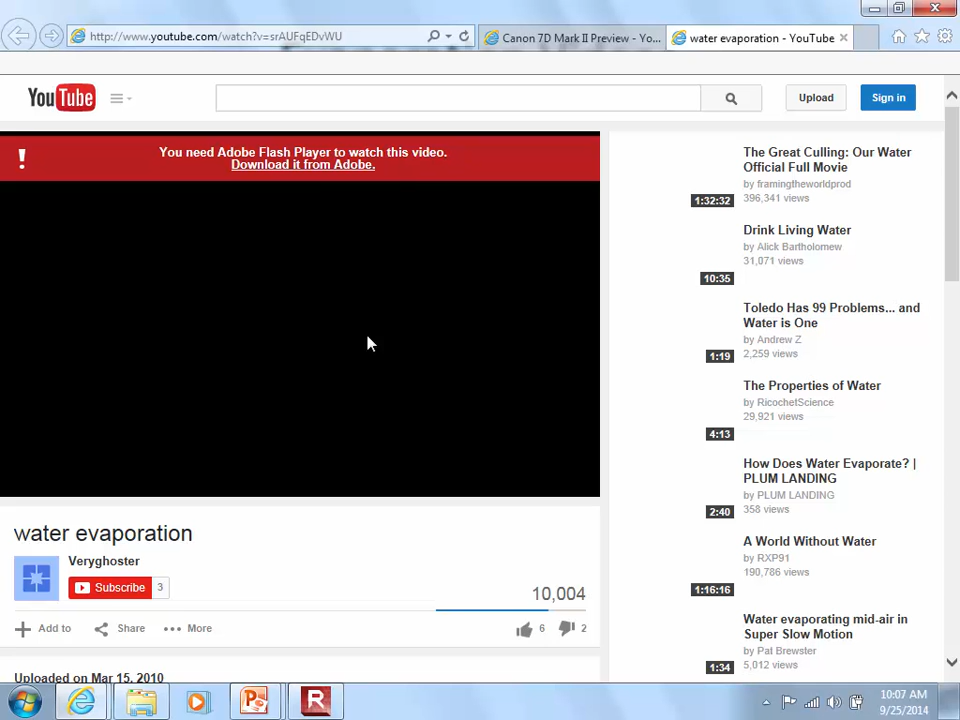 http://www.youtube.com/watch?v=srAUFqEDvWU
Canon 7D Mark II Preview - Yo...
water evaporation - YouTube
YouTube
Upload
Sign in
You need Adobe Flash Player to watch this video.
Download it from Adobe.
The Great Culling: Our Water
Official Full Movie
by framingtheworldprod
396,341 views
1:32:32
Drink Living Water
by Alick Bartholomew
31,071 views
10:35
Toledo Has 99 Problems... and
Water is One
by Andrew Z
2,259 views
1:19
The Properties of Water
by RicochetScience
29,921 views
4:13
How Does Water Evaporate? |
PLUM LANDING
by PLUM LANDING
358 views
2:40
A World Without Water
by RXP91
190,786 views
1:16:16
Water evaporating mid-air in
Super Slow Motion
by Pat Brewster
5,012 views
1:34
water evaporation
Veryghoster
Subscribe 3
10,004
Add to
Share
More
6
2
Uploaded on Mar 15, 2010
10:07 AM
9/25/2014